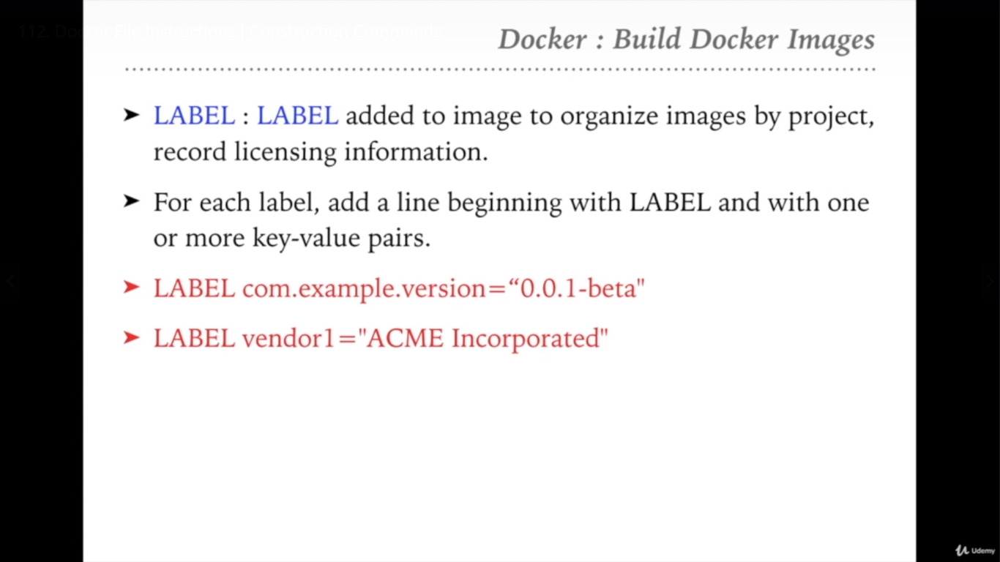 112. Docker File Instructions | Construction Commands
Docker : Build Docker Images
➤ LABEL : LABEL added to image to organize images by project,
record licensing information.
➤ For each label, add a line beginning with LABEL and with one
or more key-value pairs.
➤ LABEL com.example.version=“0.0.1-beta"
➤ LABEL vendor1="ACME Incorporated"
Udemy